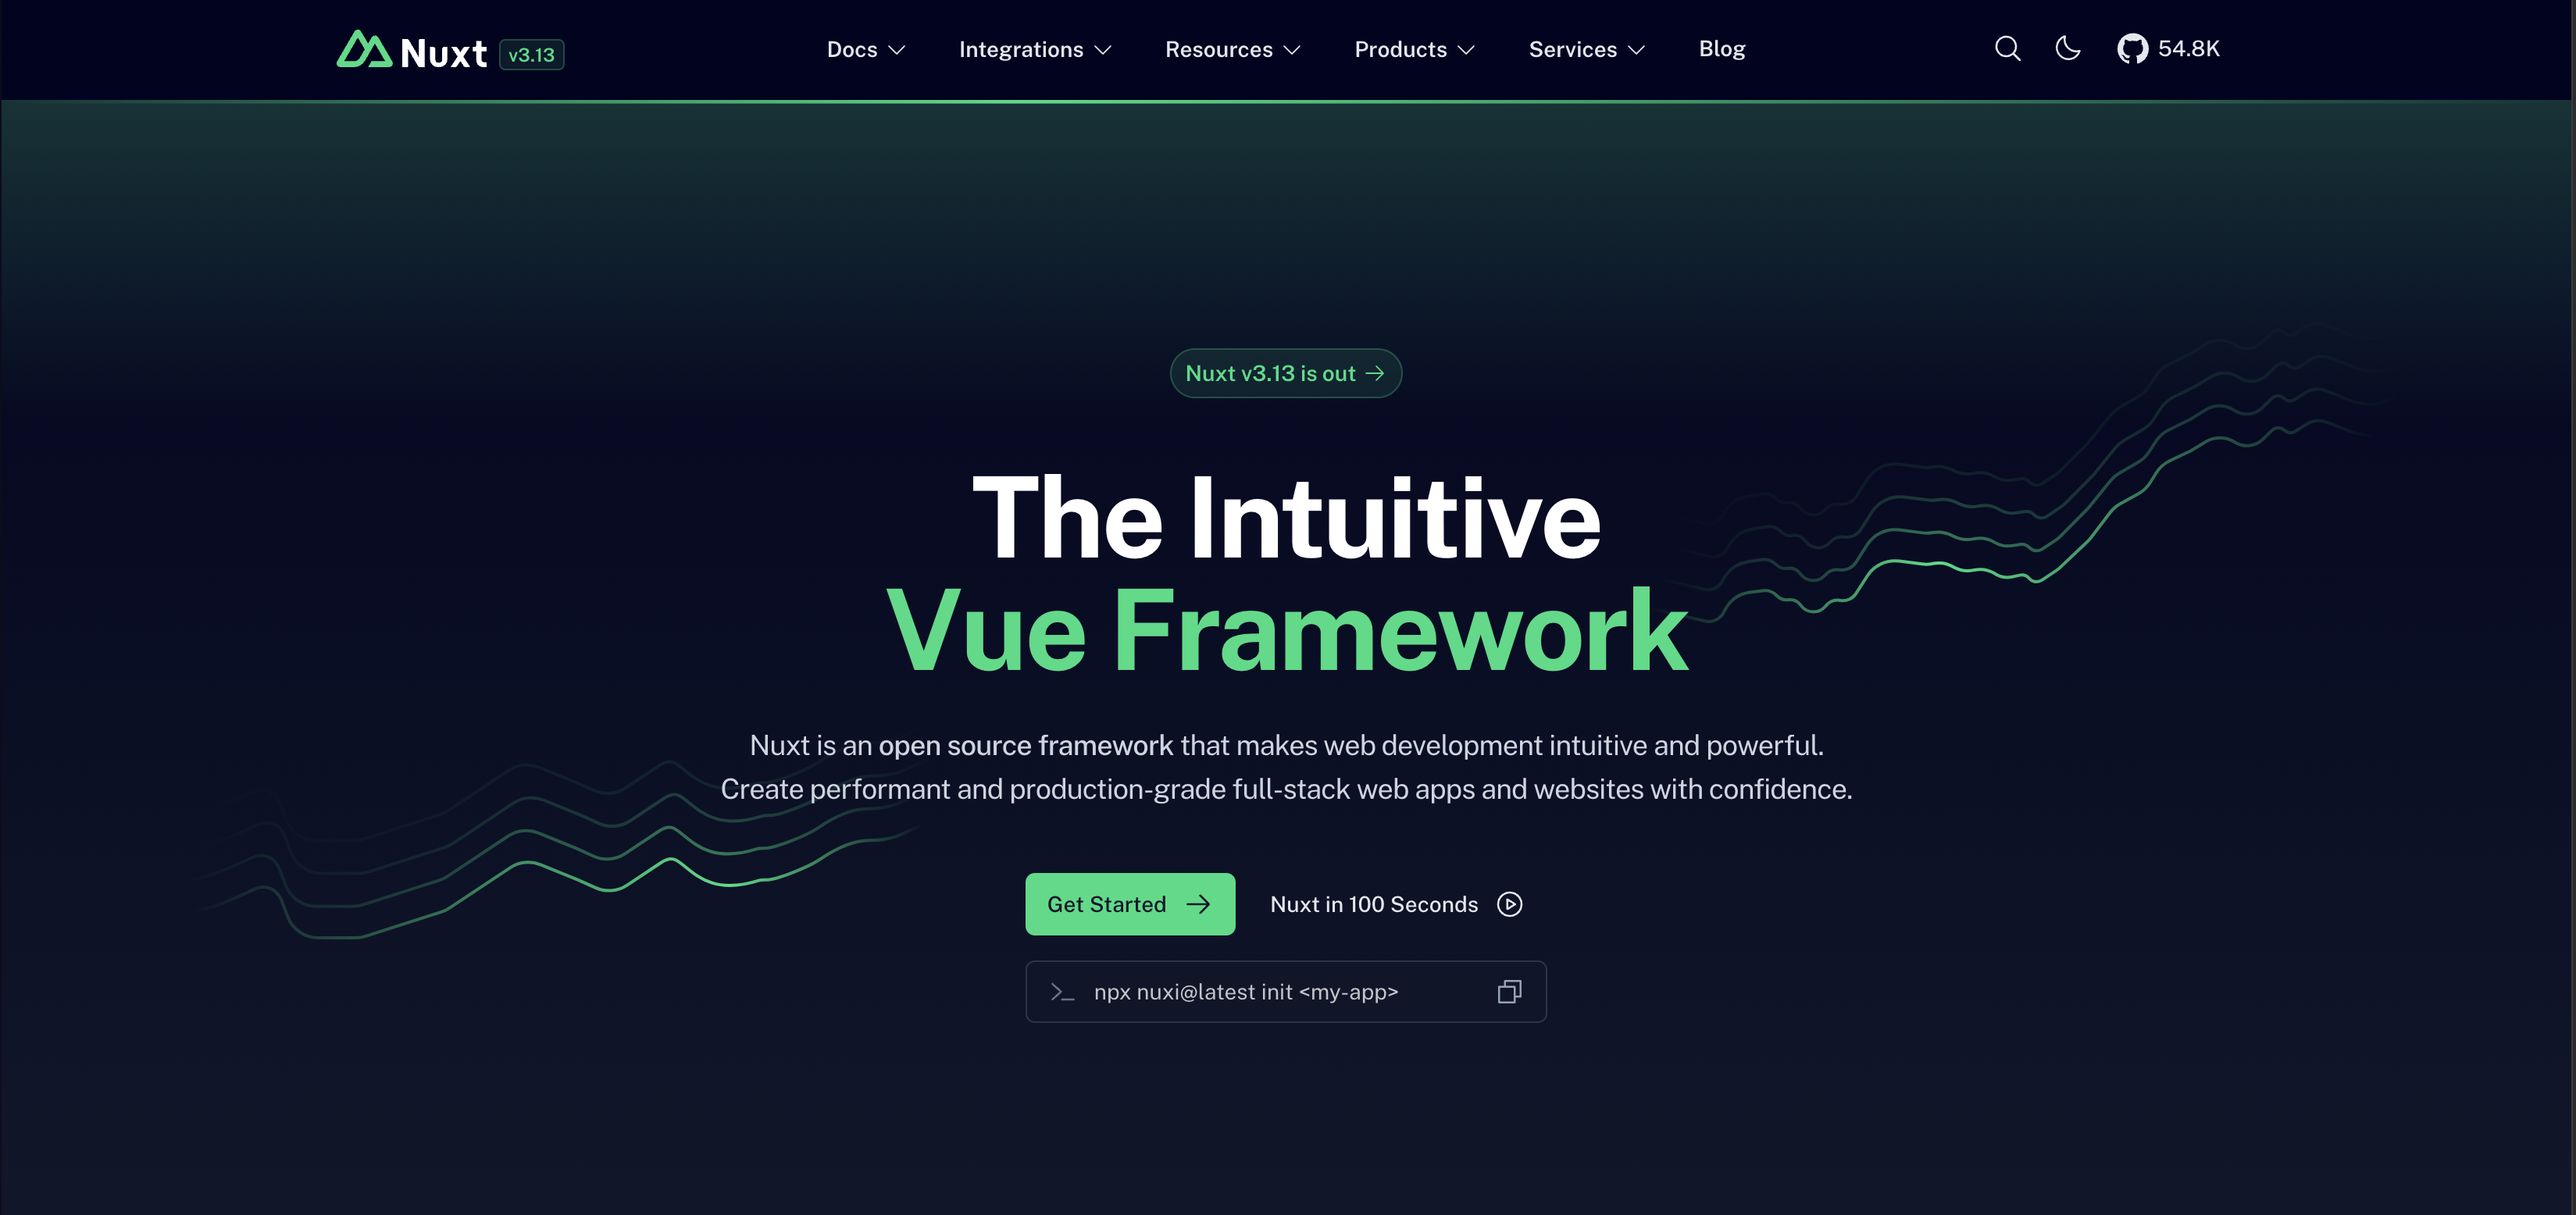 Nuxt v3.13
Docs Integrations Resources Products Services Blog
54.8K
Nuxt v3.13 is out →
The Intuitive
Vue Framework
Nuxt is an open source framework that makes web development intuitive and powerful.
Create performant and production-grade full-stack web apps and websites with confidence.
Get Started →
Nuxt in 100 Seconds
>_ npx nuxi@latest init <my-app>